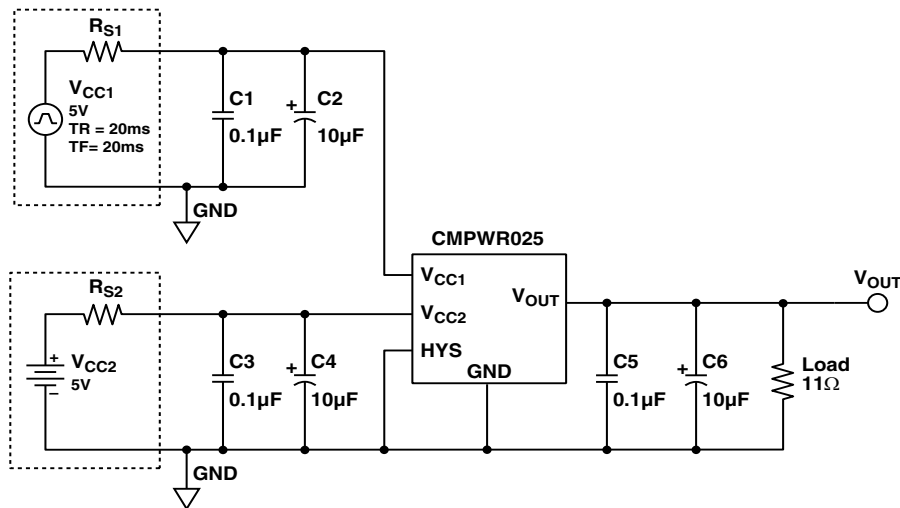 RS1
VCC1
5V
TR = 20ms
TF= 20ms
C1
0.1µF
+
C2
10µF
GND
CMPWR025
VCC1
VCC2
HYS
GND
VOUT
RS2
+
VCC2
5V
–
C3
0.1µF
+
C4
10µF
GND
C5
0.1µF
+
C6
10µF
Load
11Ω
VOUT